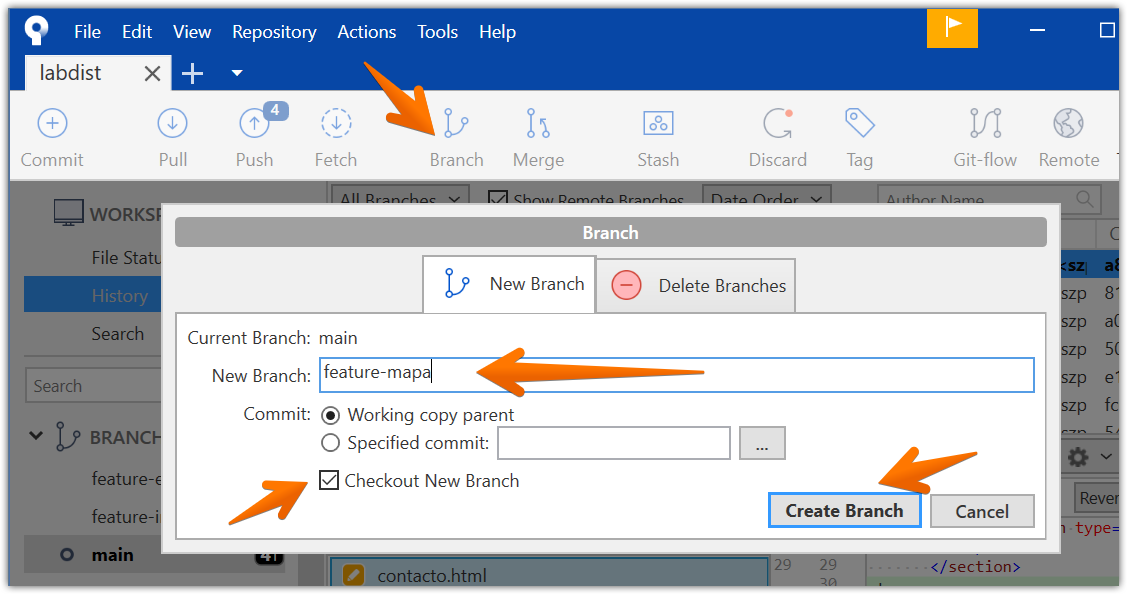 File Edit View Repository Actions Tools Help
labdist
4
Commit Pull Push Fetch Branch Merge Stash Discard Tag Git-flow Remote
All Branches Show Remote Branches Date Order Author Name
WORKSP
Branch
File Statu
New Branch Delete Branches
<szp a8
History
szp 81
Current Branch: main
szp a0
Search
szp 50
New Branch: feature-mapa
szp e1
Search
szp fc
Commit: Working copy parent
BRANCH
Specified commit: ...
feature-e
Checkout New Branch
Rever
Create Branch Cancel
feature-i
type=
main 41
29 29
</section>
contacto.html
30